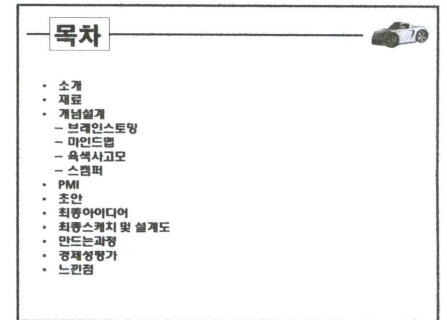 목차
• 소개
• 재료
• 개념설계
– 브레인스토밍
– 마인드맵
– 육색사고모
– 스캠퍼
• PMI
• 초안
• 최종아이디어
• 최종스케치 및 설계도
• 만드는과정
• 경제성평가
• 느낀점